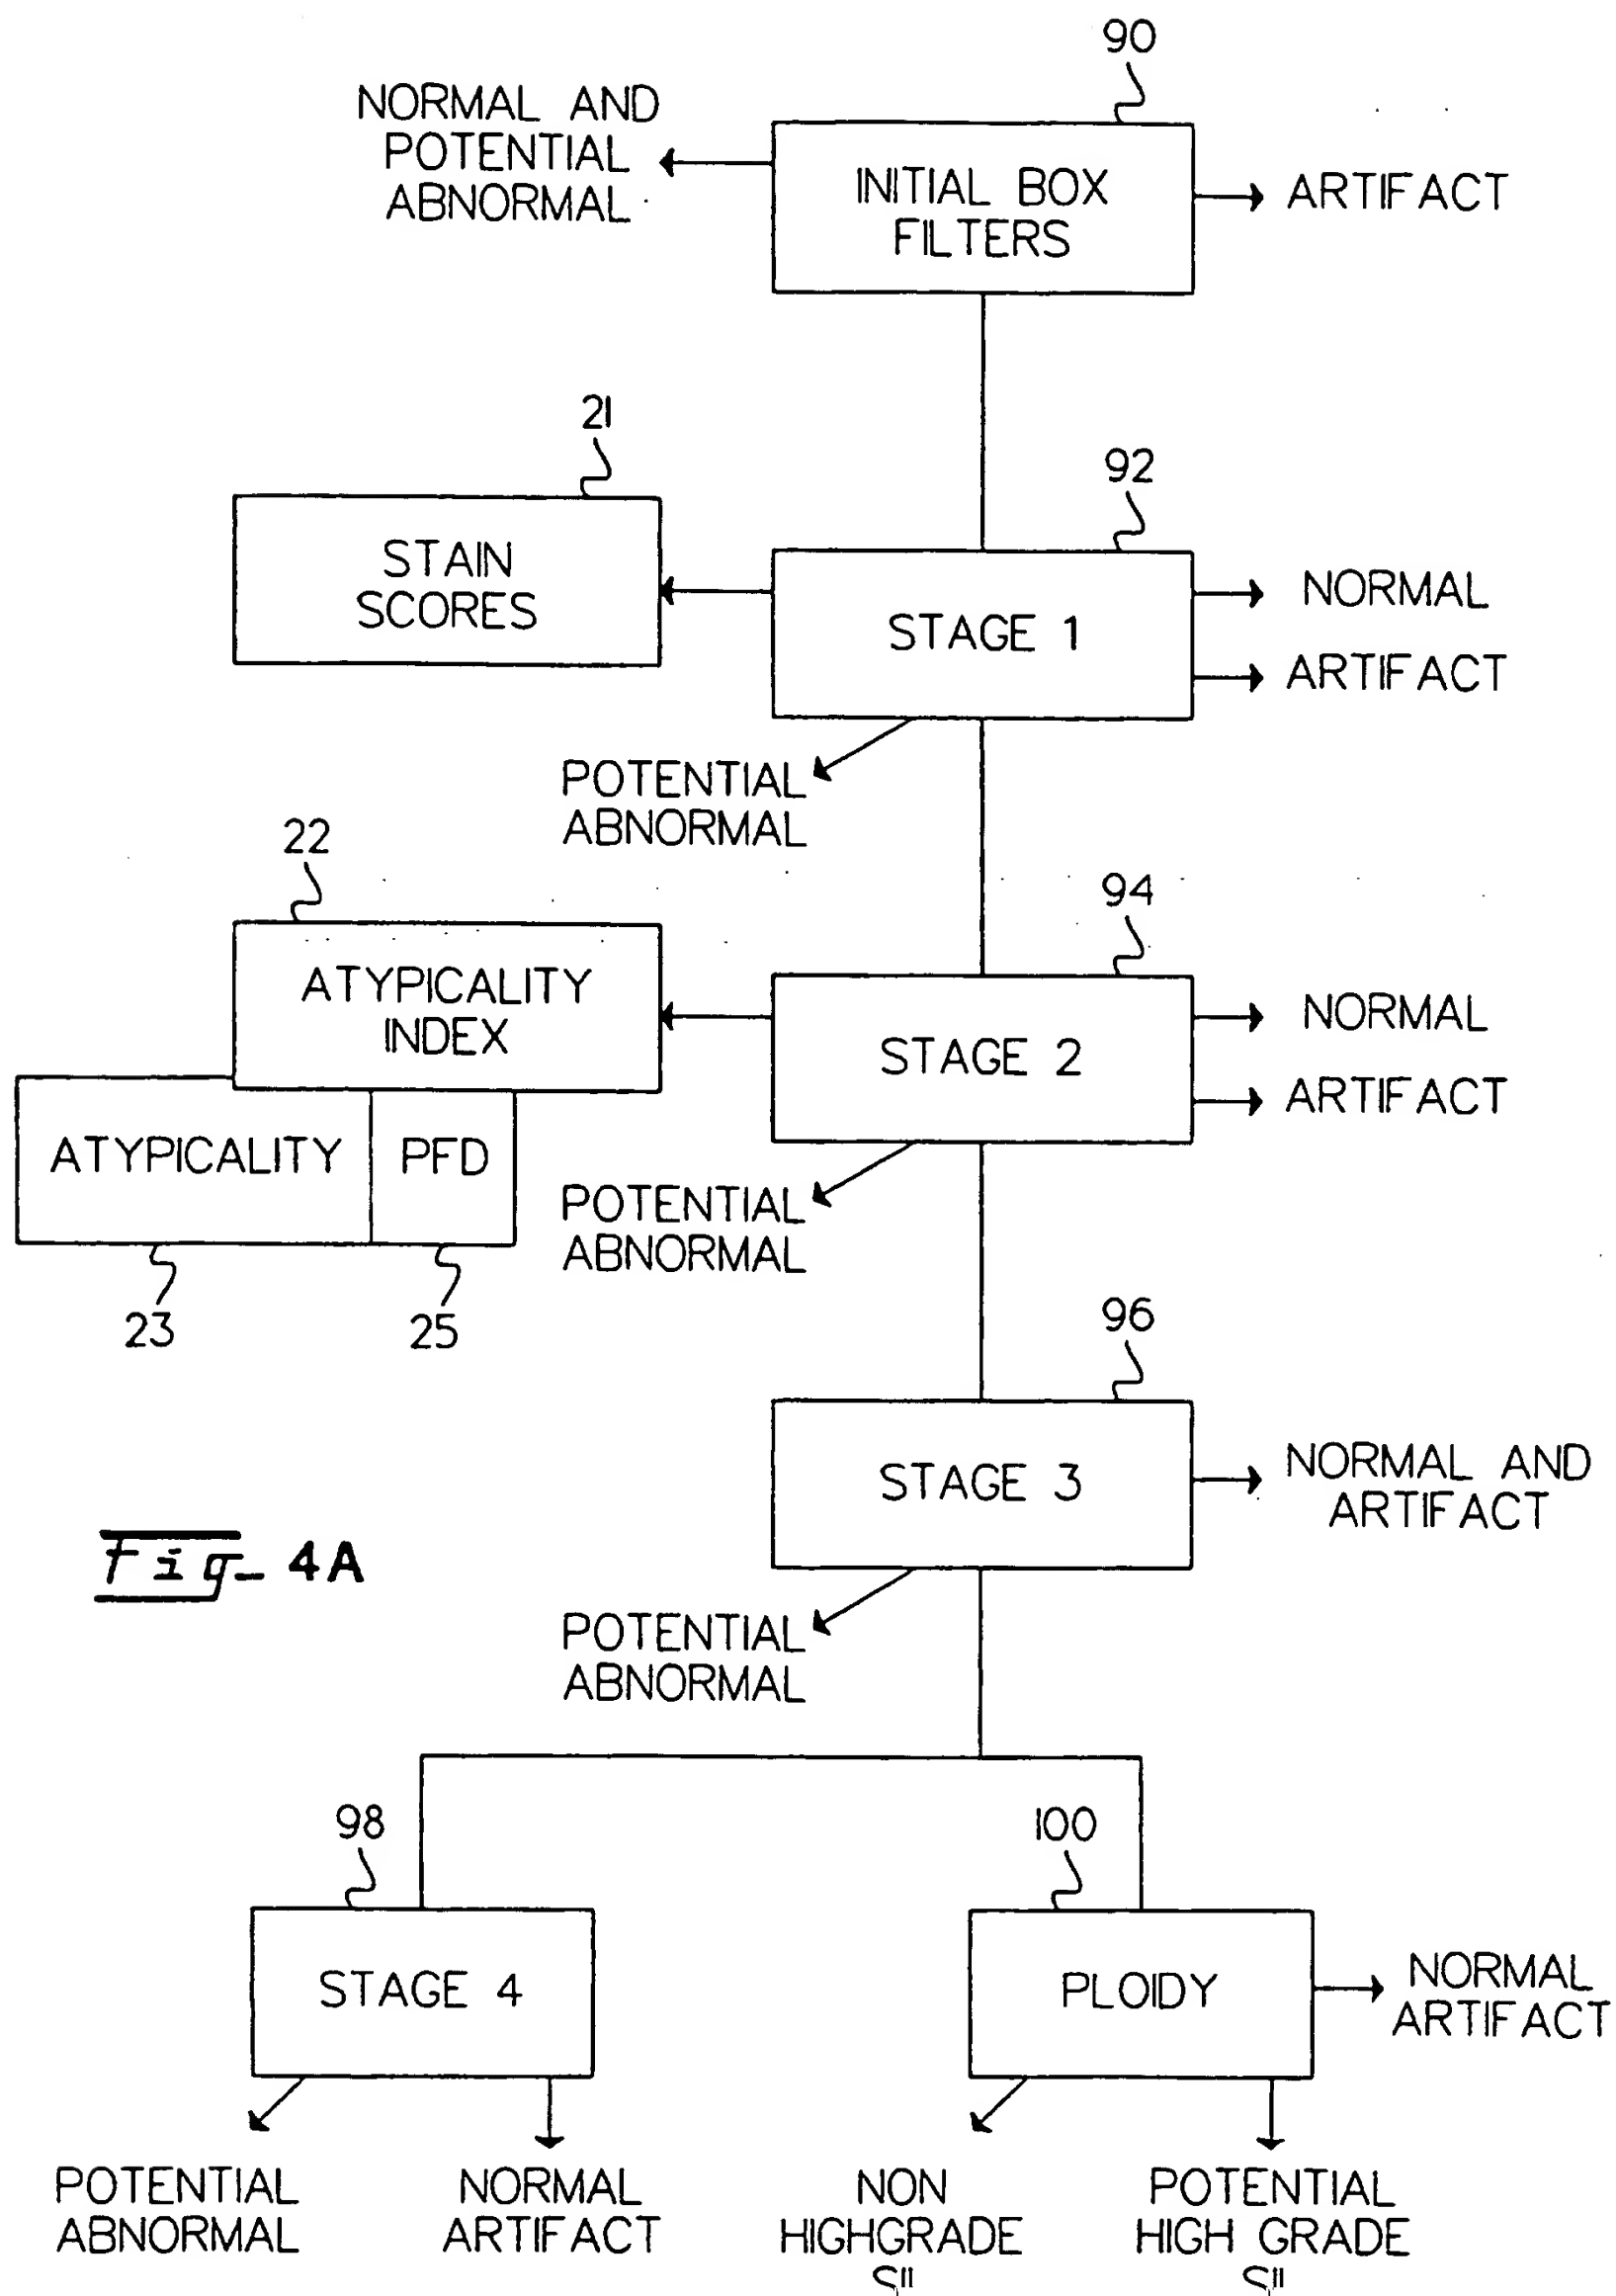 90
NORMAL AND
POTENTIAL
ABNORMAL
INITIAL BOX
FILTERS
ARTIFACT
21
92
STAIN
SCORES
STAGE 1
NORMAL
ARTIFACT
POTENTIAL
ABNORMAL
22
94
ATYPICALITY
INDEX
STAGE 2
NORMAL
ARTIFACT
ATYPICALITY
PFD
POTENTIAL
ABNORMAL
23
25
96
STAGE 3
NORMAL AND
ARTIFACT
Fig- 4A
POTENTIAL
ABNORMAL
98
100
STAGE 4
PLOIDY
NORMAL
ARTIFACT
POTENTIAL
ABNORMAL
NORMAL
ARTIFACT
NON
HIGHGRADE
POTENTIAL
HIGH GRADE